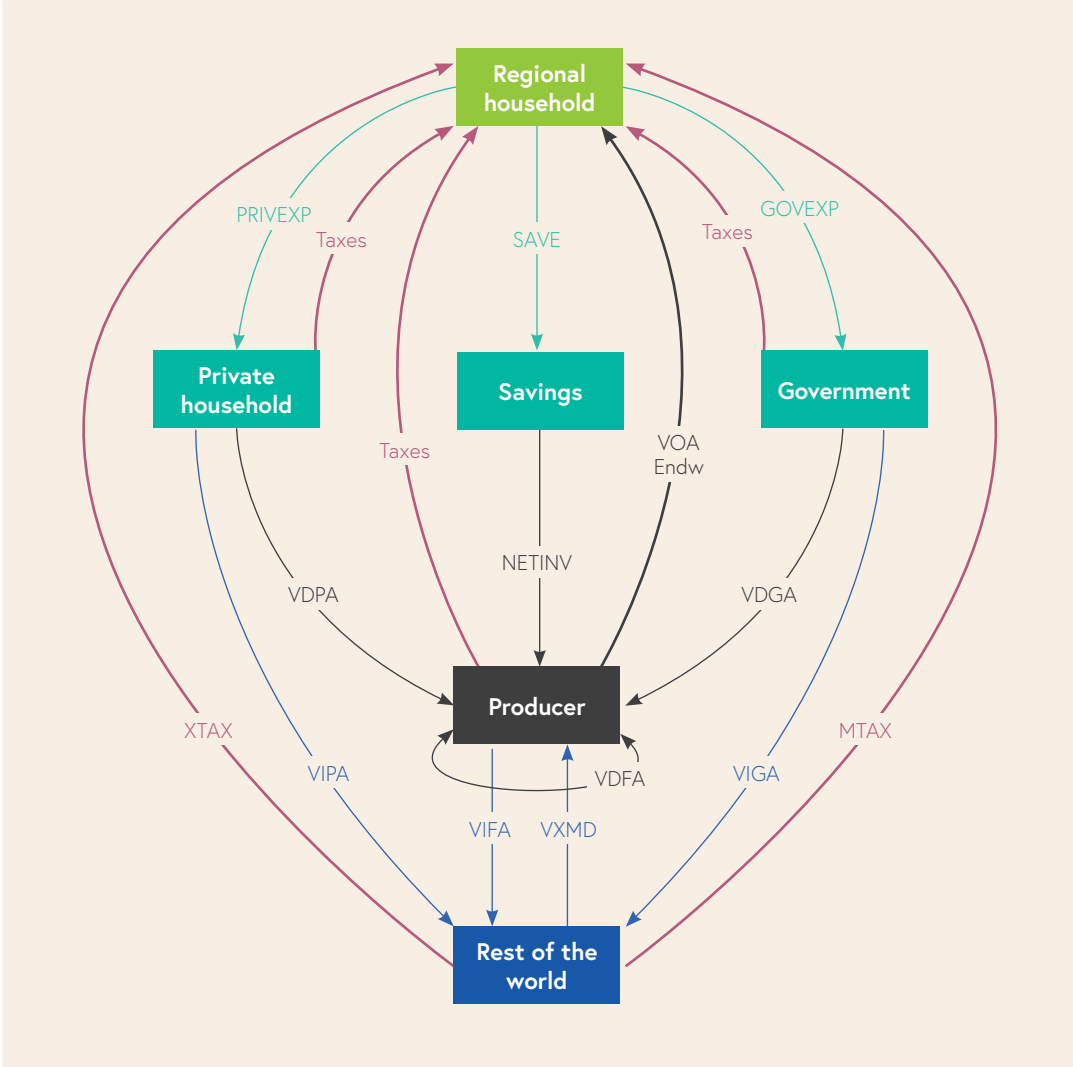 Regional
household
PRIVEXP
GOVEXP
Taxes
SAVE
Taxes
Private
household
Savings
Government
Taxes
VOA
Endw
NETINV
VDPA
VDGA
Producer
XTAX
MTAX
VIPA
VDFA
VIGA
VIFA
VXMD
Rest of the
world